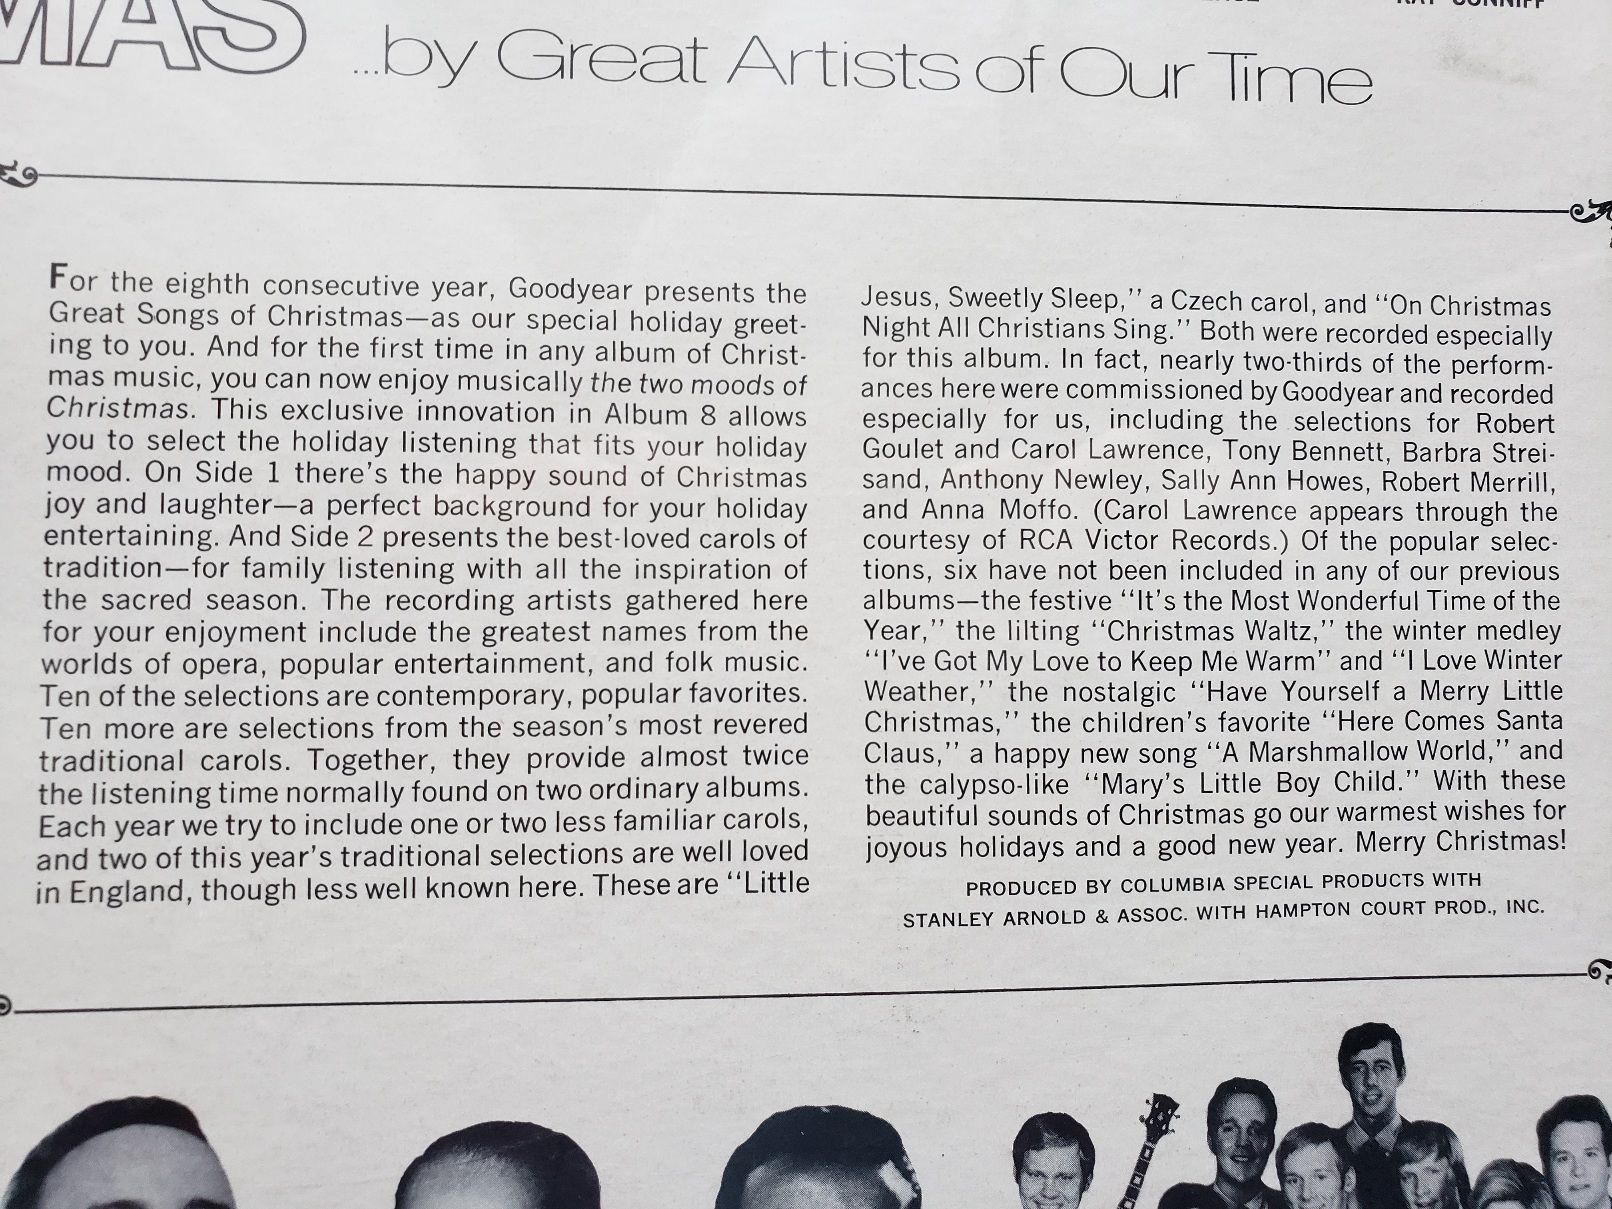 MAS ...by Great Artists of Our Time
For the eighth consecutive year, Goodyear presents the
Great Songs of Christmas—as our special holiday greet-
ing to you. And for the first time in any album of Christ-
mas music, you can now enjoy musically the two moods of
Christmas. This exclusive innovation in Album 8 allows
you to select the holiday listening that fits your holiday
mood. On Side 1 there's the happy sound of Christmas
joy and laughter—a perfect background for your holiday
entertaining. And Side 2 presents the best-loved carols of
tradition—for family listening with all the inspiration of
the sacred season. The recording artists gathered here
for your enjoyment include the greatest names from the
worlds of opera, popular entertainment, and folk music.
Ten of the selections are contemporary, popular favorites.
Ten more are selections from the season's most revered
traditional carols. Together, they provide almost twice
the listening time normally found on two ordinary albums.
Each year we try to include one or two less familiar carols,
and two of this year's traditional selections are well loved
in England, though less well known here. These are "Little
Jesus, Sweetly Sleep," a Czech carol, and "On Christmas
Night All Christians Sing." Both were recorded especially
for this album. In fact, nearly two-thirds of the perform-
ances here were commissioned by Goodyear and recorded
especially for us, including the selections for Robert
Goulet and Carol Lawrence, Tony Bennett, Barbra Strei-
sand, Anthony Newley, Sally Ann Howes, Robert Merrill,
and Anna Moffo. (Carol Lawrence appears through the
courtesy of RCA Victor Records.) Of the popular selec-
tions, six have not been included in any of our previous
albums—the festive "It's the Most Wonderful Time of the
Year," the lilting "Christmas Waltz," the winter medley
"I've Got My Love to Keep Me Warm" and "I Love Winter
Weather," the nostalgic "Have Yourself a Merry Little
Christmas," the children's favorite "Here Comes Santa
Claus," a happy new song "A Marshmallow World," and
the calypso-like "Mary's Little Boy Child." With these
beautiful sounds of Christmas go our warmest wishes for
joyous holidays and a good new year. Merry Christmas!
PRODUCED BY COLUMBIA SPECIAL PRODUCTS WITH
STANLEY ARNOLD & ASSOC. WITH HAMPTON COURT PROD., INC.